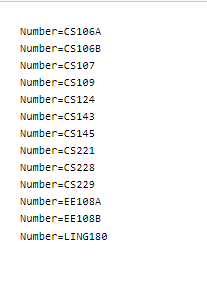 Number=CS106A
Number=CS106B
Number=CS107
Number=CS109
Number=CS124
Number=CS143
Number=CS145
Number=CS221
Number=CS228
Number=CS229
Number=EE108A
Number=EE108B
Number=LING180